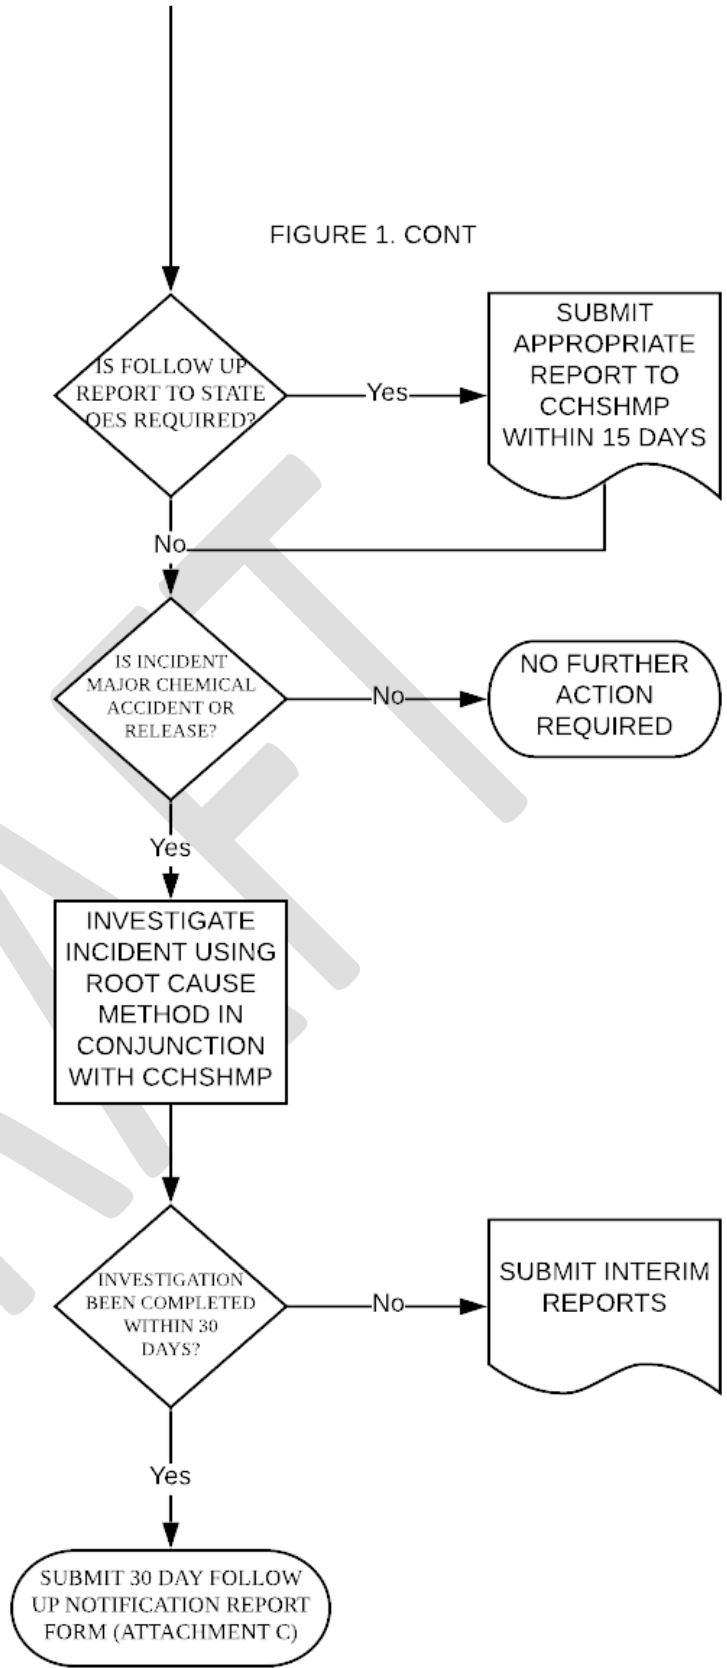 FIGURE 1. CONT
IS FOLLOW UP
REPORT TO STATE
OES REQUIRED?
Yes
SUBMIT
APPROPRIATE
REPORT TO
CCHSHMP
WITHIN 15 DAYS
No
IS INCIDENT
MAJOR CHEMICAL
ACCIDENT OR
RELEASE?
No
NO FURTHER
ACTION
REQUIRED
Yes
INVESTIGATE
INCIDENT USING
ROOT CAUSE
METHOD IN
CONJUNCTION
WITH CCHSHMP
INVESTIGATION
BEEN COMPLETED
WITHIN 30
DAYS?
No
SUBMIT INTERIM
REPORTS
Yes
SUBMIT 30 DAY FOLLOW
UP NOTIFICATION REPORT
FORM (ATTACHMENT C)